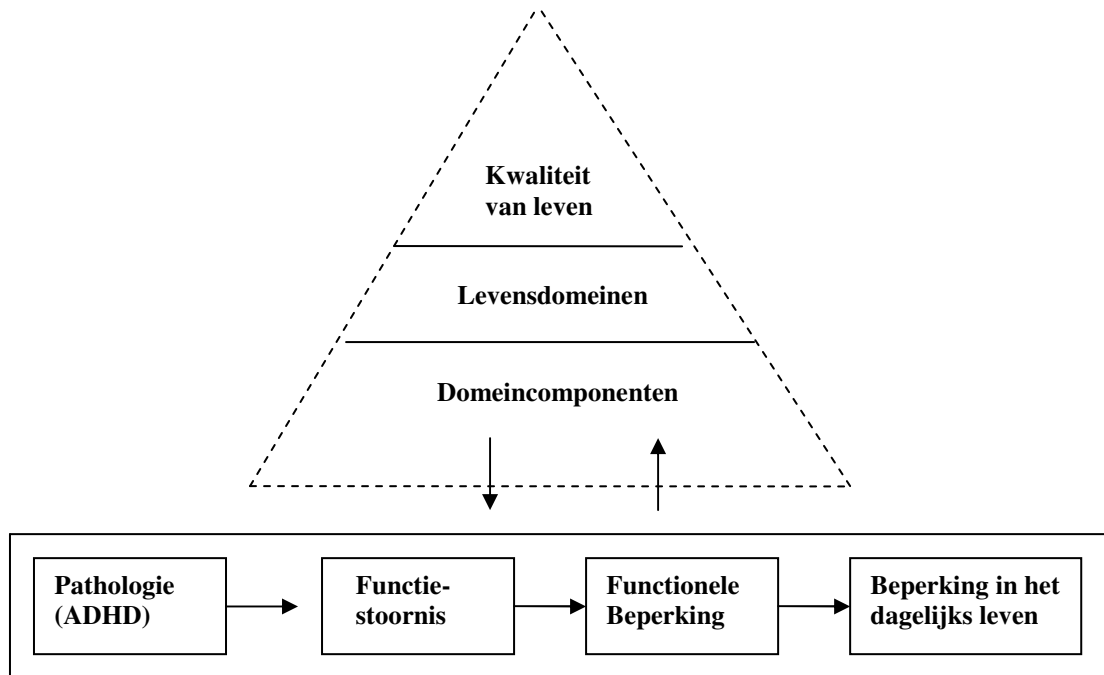 Kwaliteit
van leven
Levensdomeinen
Domeincomponenten
Pathologie
(ADHD)
Functie-
stoornis
Functionele
Beperking
Beperking in het
dagelijks leven